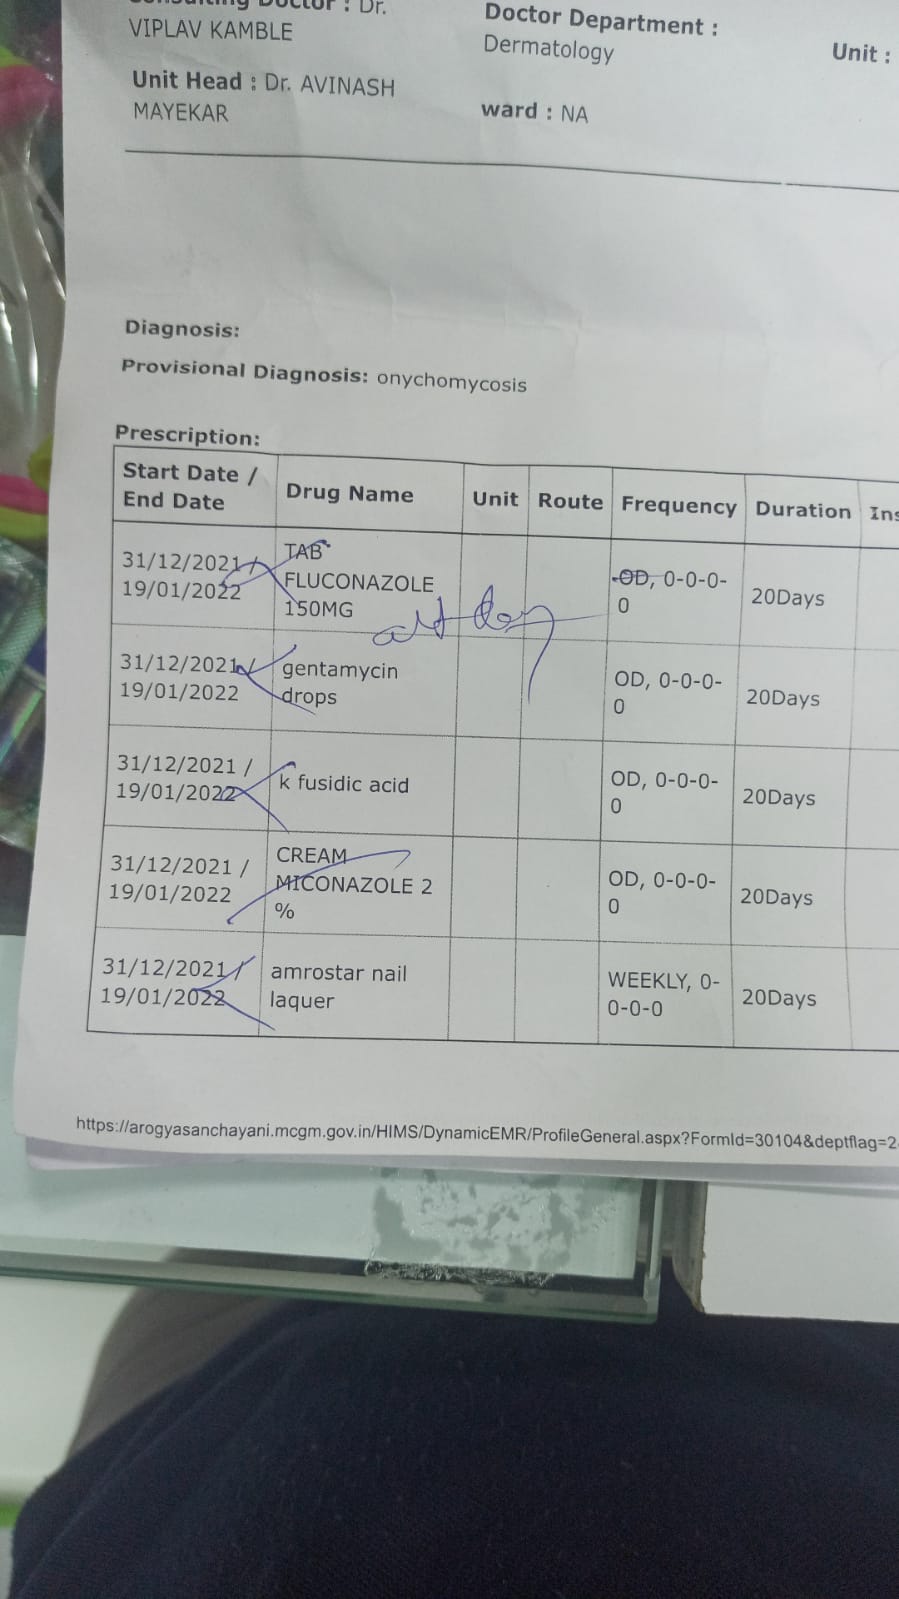 Consulting Doctor : Dr.
VIPLAV KAMBLE
Doctor Department :
Dermatology
Unit :
Unit Head : Dr. AVINASH
MAYEKAR
ward : NA
Diagnosis:
Provisional Diagnosis: onychomycosis
Prescription:
Start Date /
End Date
Drug Name
Unit
Route
Frequency
Duration
Ins
31/12/2021 /
19/01/2022
TAB
FLUCONAZOLE
150MG
alt day
OD, 0-0-0-
0
20Days
31/12/2021 /
19/01/2022
gentamycin
drops
OD, 0-0-0-
0
20Days
31/12/2021 /
19/01/2022
k fusidic acid
OD, 0-0-0-
0
20Days
31/12/2021 /
19/01/2022
CREAM
MICONAZOLE 2
%
OD, 0-0-0-
0
20Days
31/12/2021 /
19/01/2022
amrostar nail
laquer
WEEKLY, 0-
0-0-0
20Days
https://arogyasanchayani.mcgm.gov.in/HIMS/DynamicEMR/ProfileGeneral.aspx?FormId=30104&deptflag=2